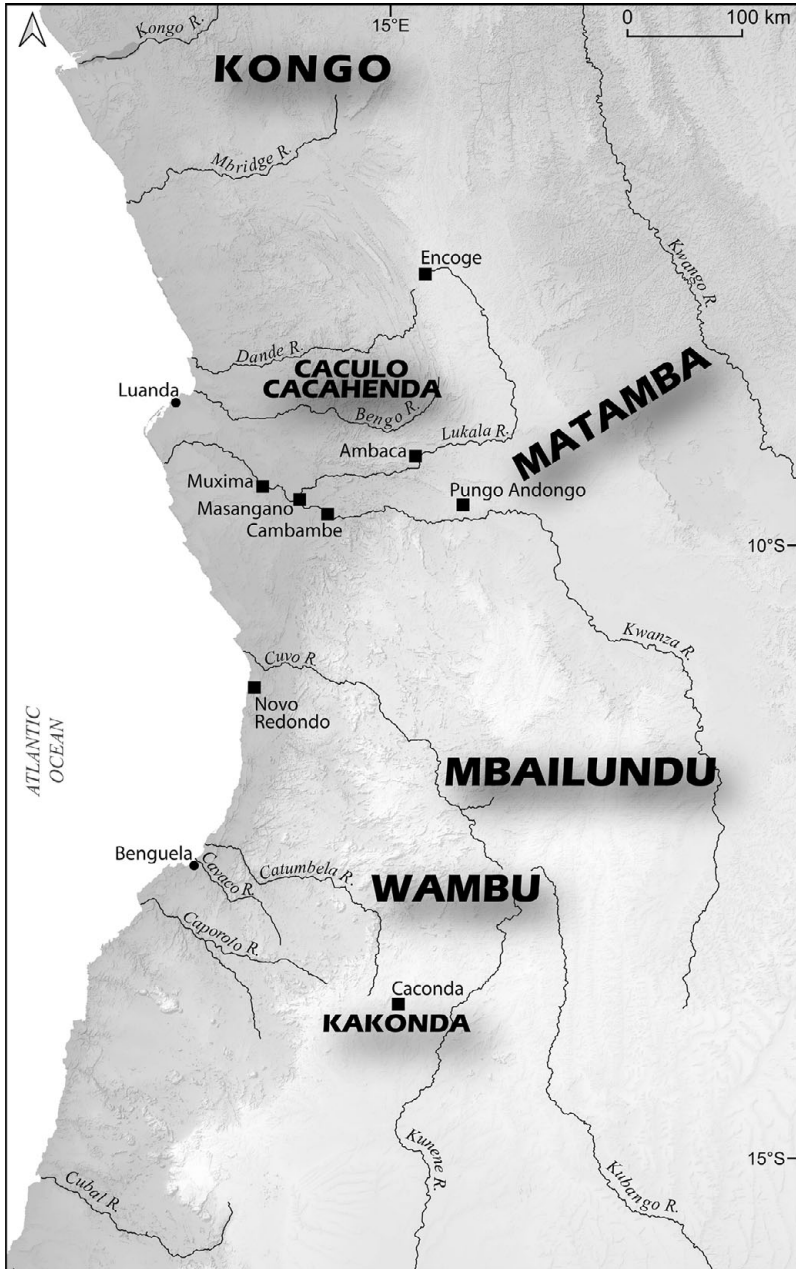 Kongo R.
15°E
0 100 km
KONGO
Mbridge R.
Kwango R.
Encoge
Dande R.
CACULO
CACAHENDA
MATAMBA
Luanda
Bengo R.
Lukala R.
Ambaca
Muxima
Pungo Andongo
Masangano
Cambambe
10°S
Kwanza R.
Cuvo R
Novo
Redondo
ATLANTIC
OCEAN
MBAILUNDU
Benguela
Cavaco R.
Catumbela R.
WAMBU
Caporolo R.
Caconda
KAKONDA
Kunene R.
15°S
Cubal R.
Kubango R.